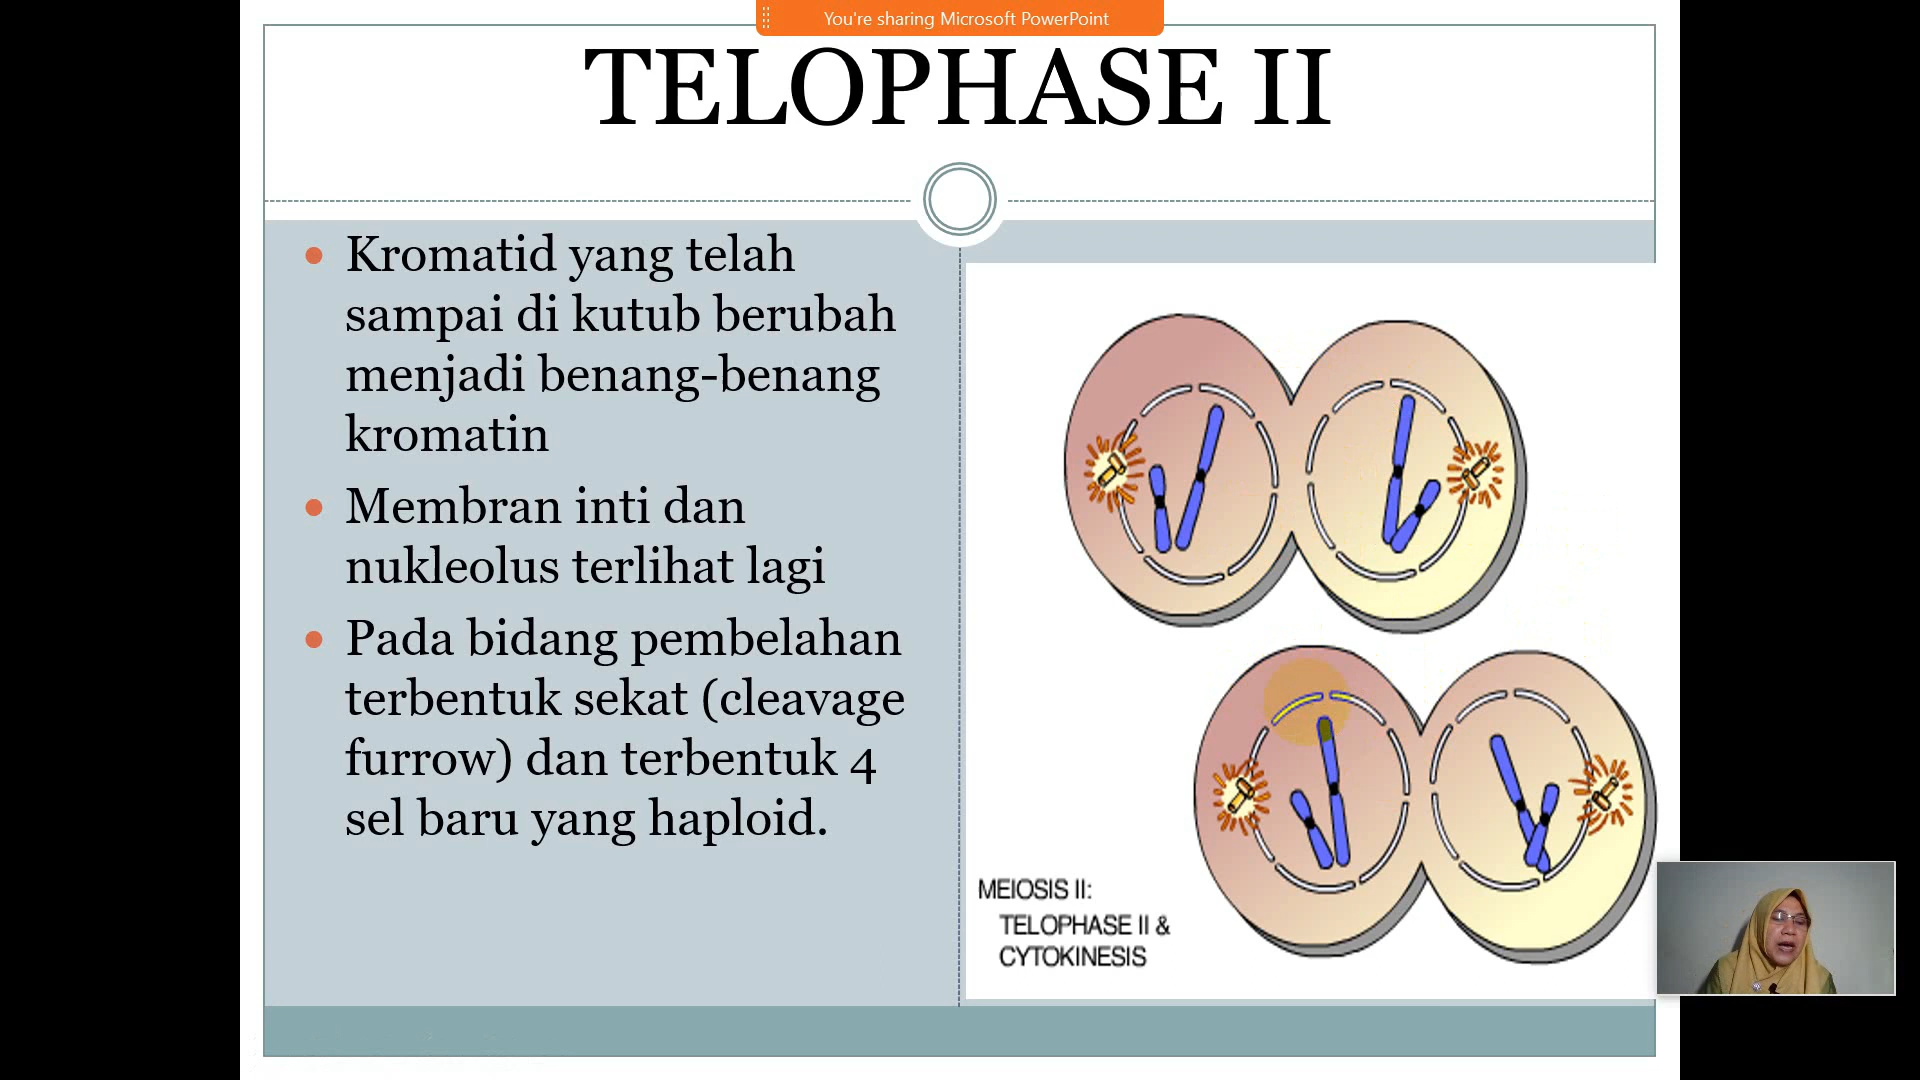 You're sharing Microsoft PowerPoint
TELOPHASE II
Kromatid yang telah
sampai di kutub berubah
menjadi benang-benang
kromatin
Membran inti dan
nukleolus terlihat lagi
Pada bidang pembelahan
terbentuk sekat (cleavage
furrow) dan terbentuk 4
sel baru yang haploid.
MEIOSIS II:
TELOPHASE II &
CYTOKINESIS